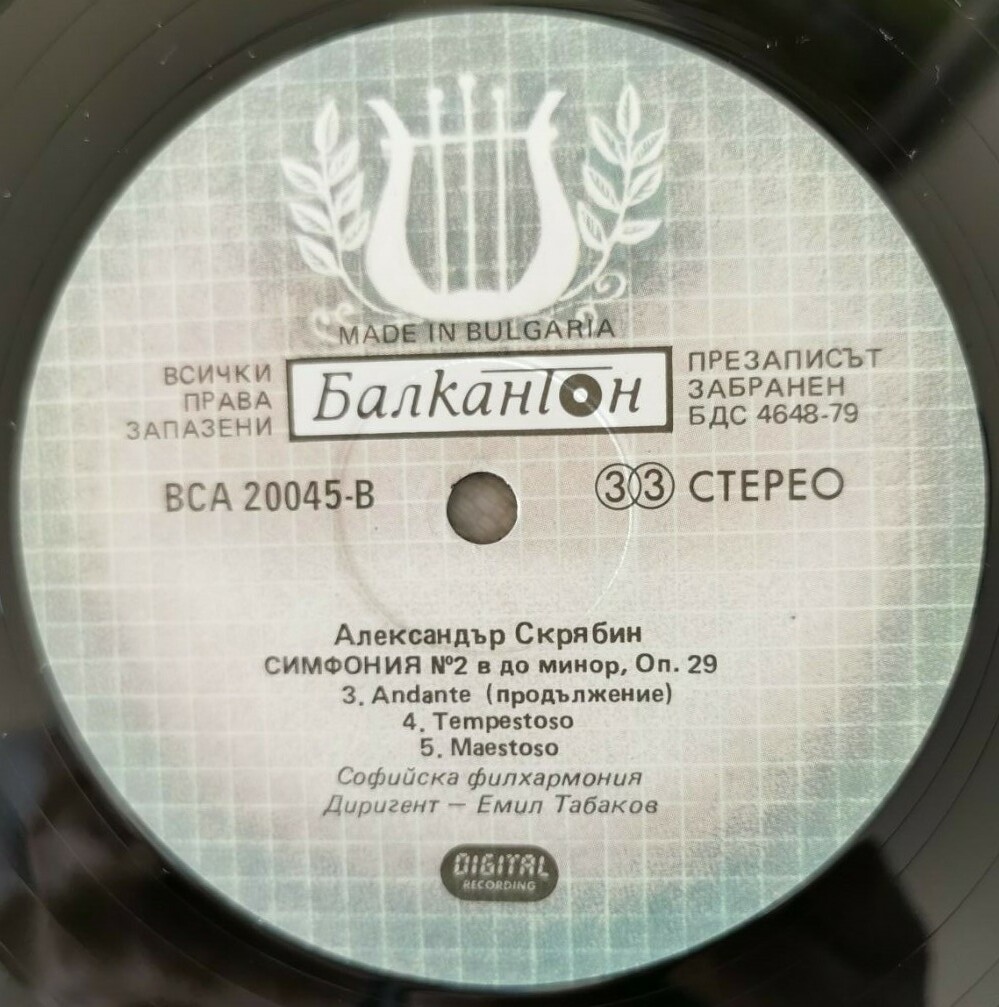 MADE IN BULGARIA
ВСИЧКИ
ПРАВА
ЗАПАЗЕНИ
Балкантон
ПРЕЗАПИСЪТ
ЗАБРАНЕН
БДС 4648-79
ВСА 20045-В
33 СТЕРЕО
Александър Скрябин
СИМФОНИЯ №2 в до минор, Оп. 29
3. Andante (продължение)
4. Tempestoso
5. Maestoso
Софийска филхармония
Диригент — Емил Табаков
DIGITAL
RECORDING